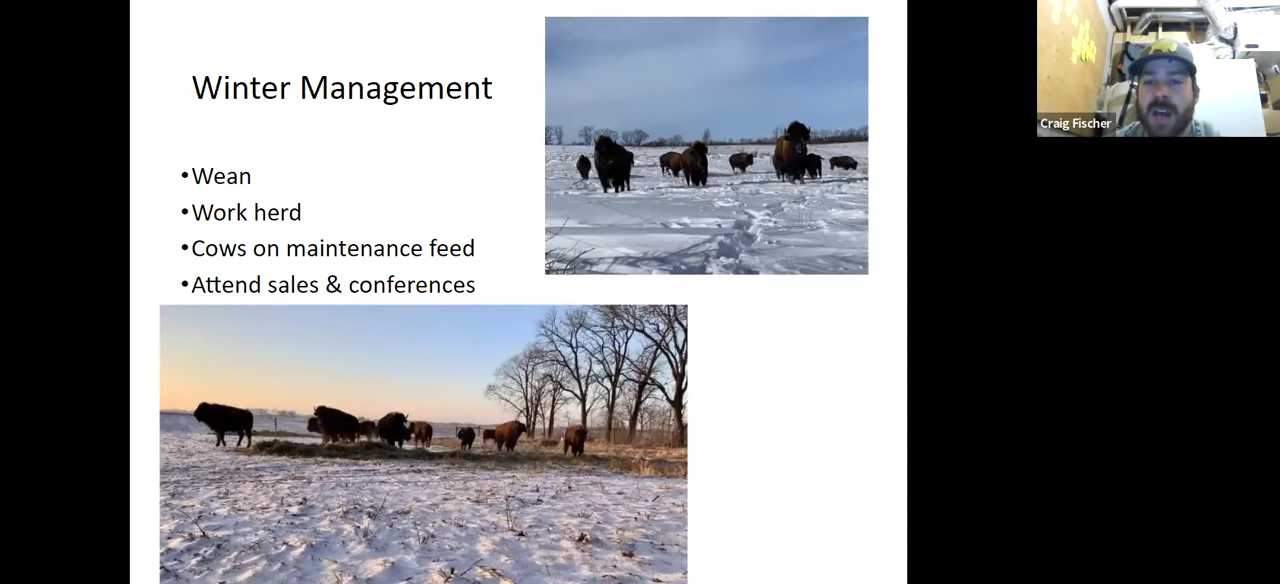 Winter Management
•Wean
•Work herd
•Cows on maintenance feed
•Attend sales & conferences
Craig Fischer